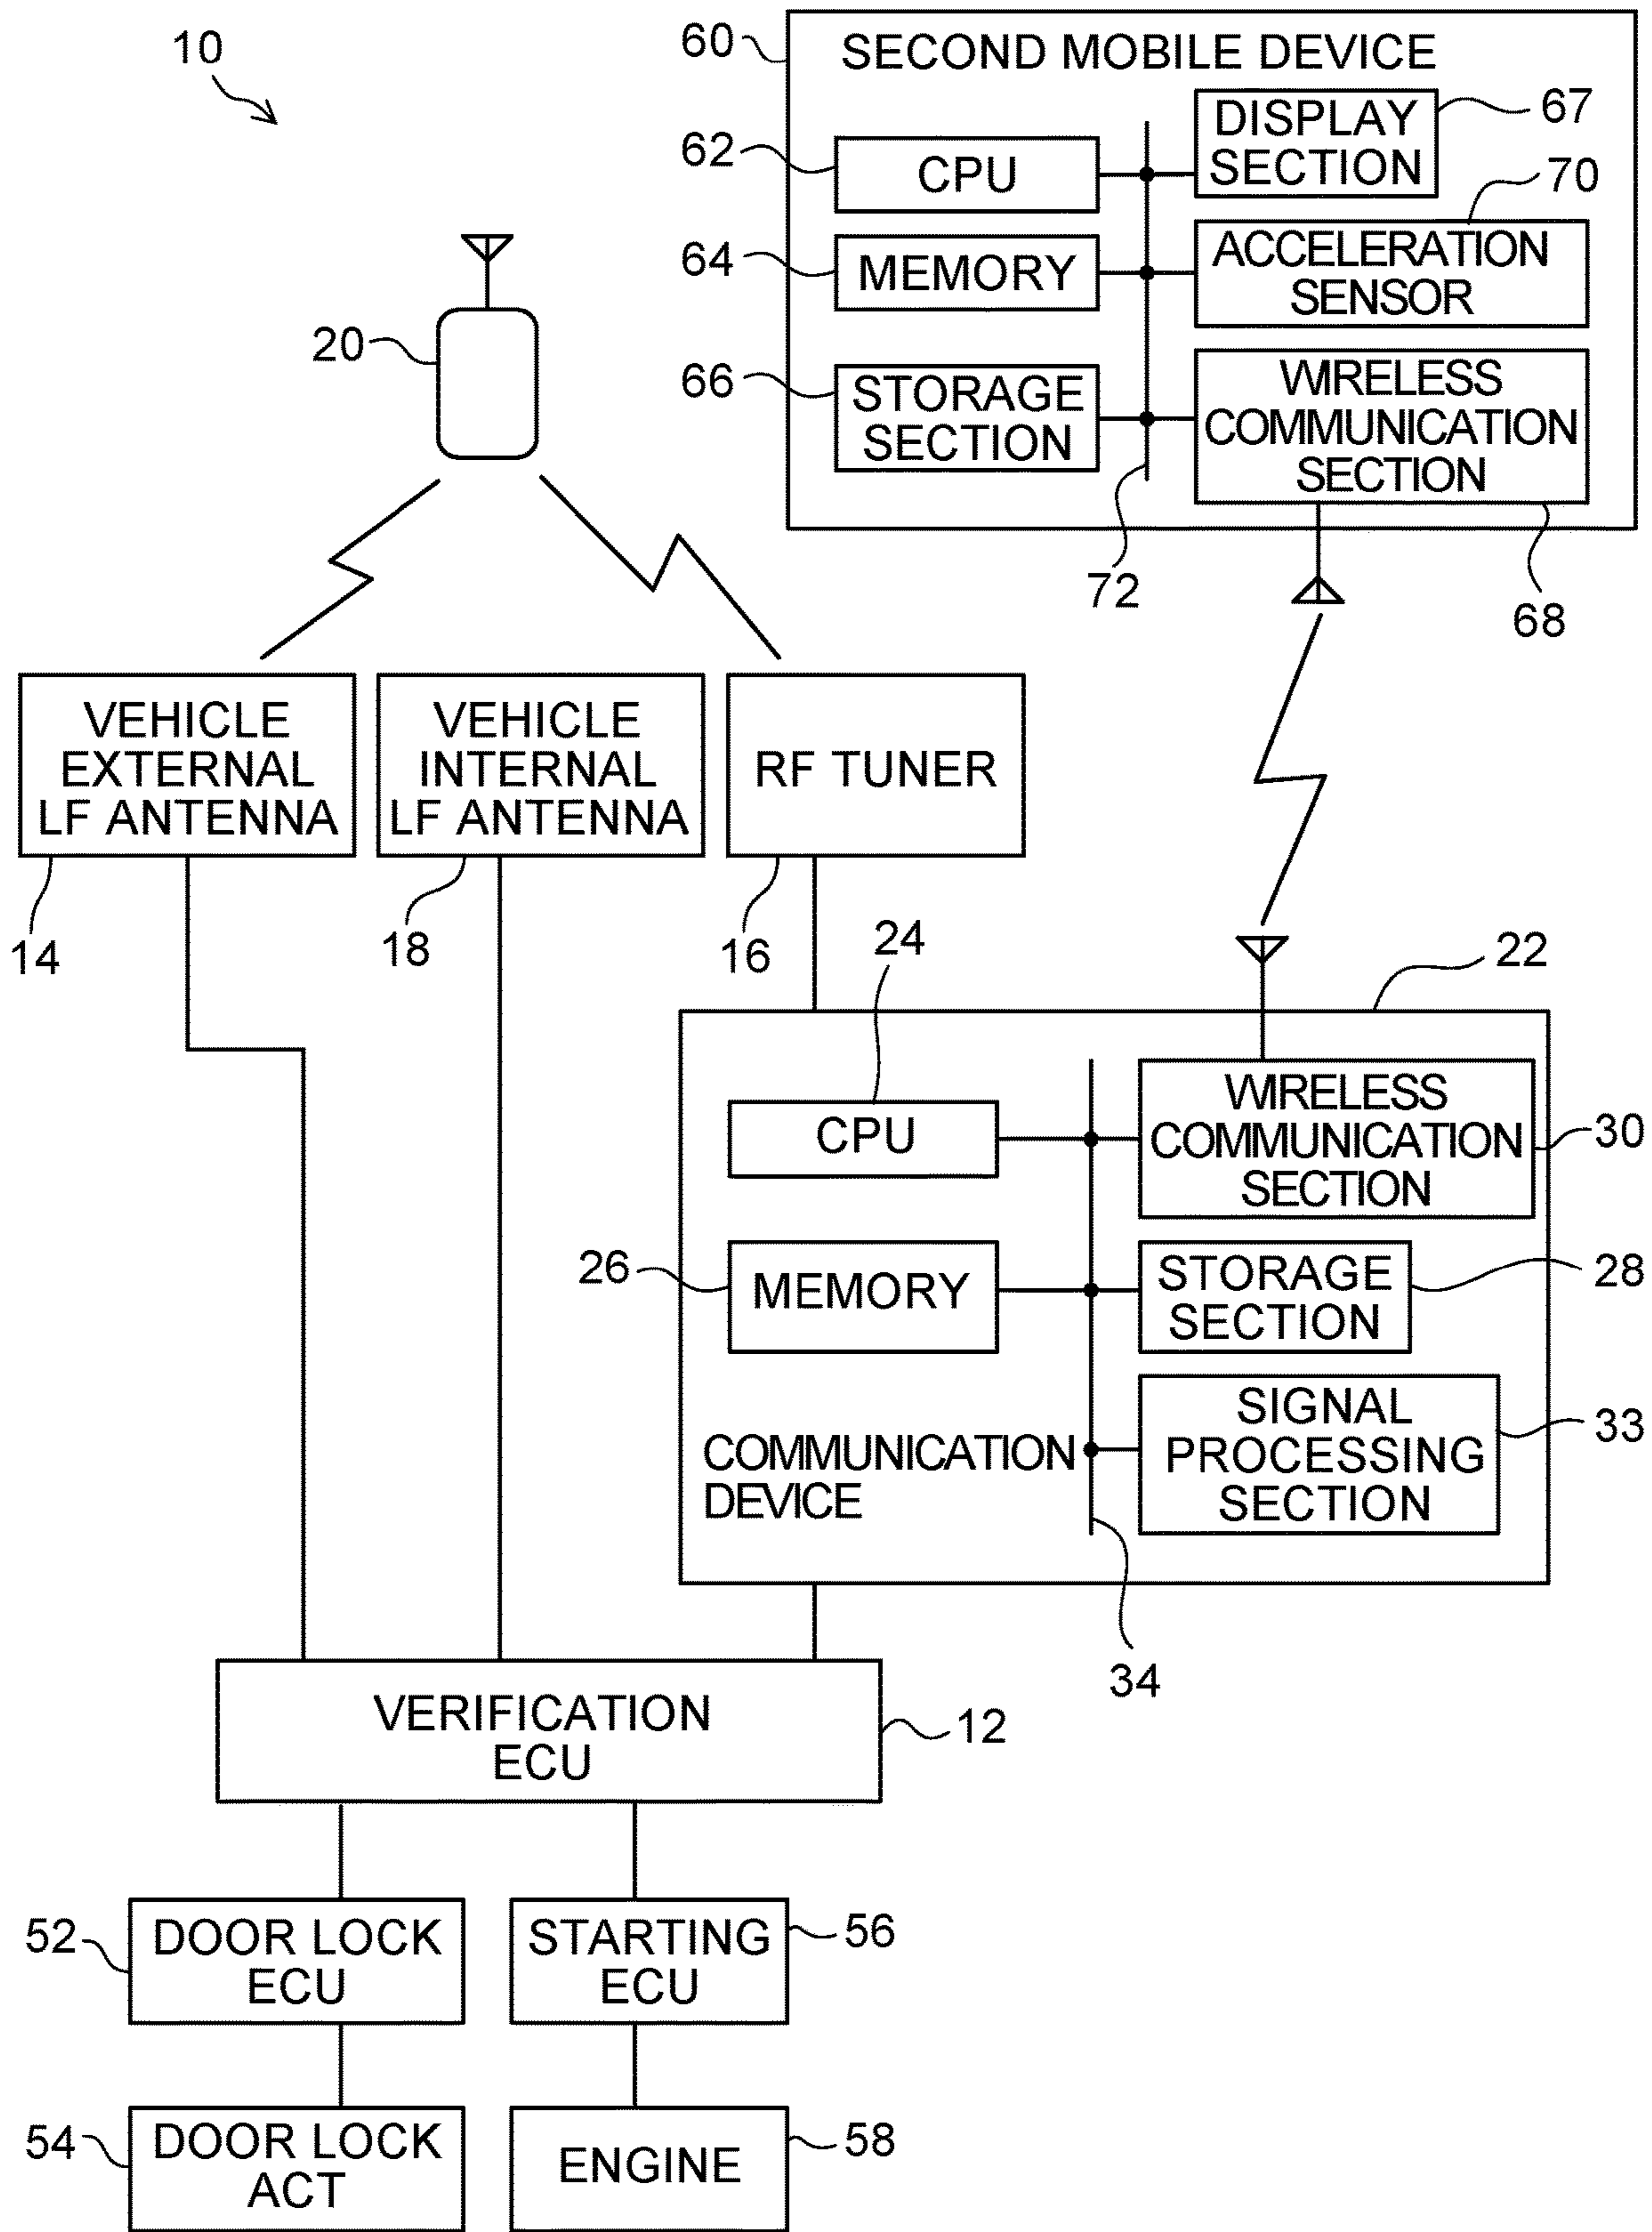 10
60
SECOND MOBILE DEVICE
62
CPU
DISPLAY
SECTION
67
64
MEMORY
ACCELERATION
SENSOR
70
66
STORAGE
SECTION
WIRELESS
COMMUNICATION
SECTION
72
68
20
VEHICLE
EXTERNAL
LF ANTENNA
14
VEHICLE
INTERNAL
LF ANTENNA
18
RF TUNER
16
24
22
CPU
WIRELESS
COMMUNICATION
SECTION
30
26
MEMORY
STORAGE
SECTION
28
COMMUNICATION
DEVICE
SIGNAL
PROCESSING
SECTION
33
34
VERIFICATION
ECU
12
52
DOOR LOCK
ECU
STARTING
ECU
56
54
DOOR LOCK
ACT
ENGINE
58